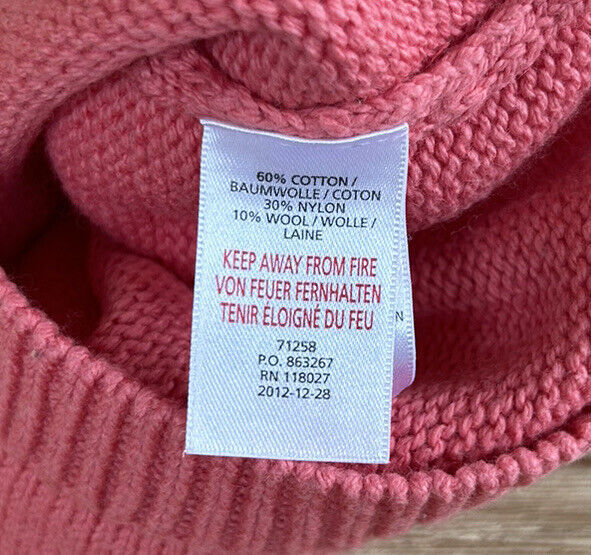 60% COTTON /
BAUMWOLLE / COTON
30% NYLON
10% WOOL / WOLLE /
LAINE
KEEP AWAY FROM FIRE
VON FEUER FERNHALTEN
TENIR ÉLOIGNÉ DU FEU
71258
P.O. 863267
RN 118027
2012-12-28
N